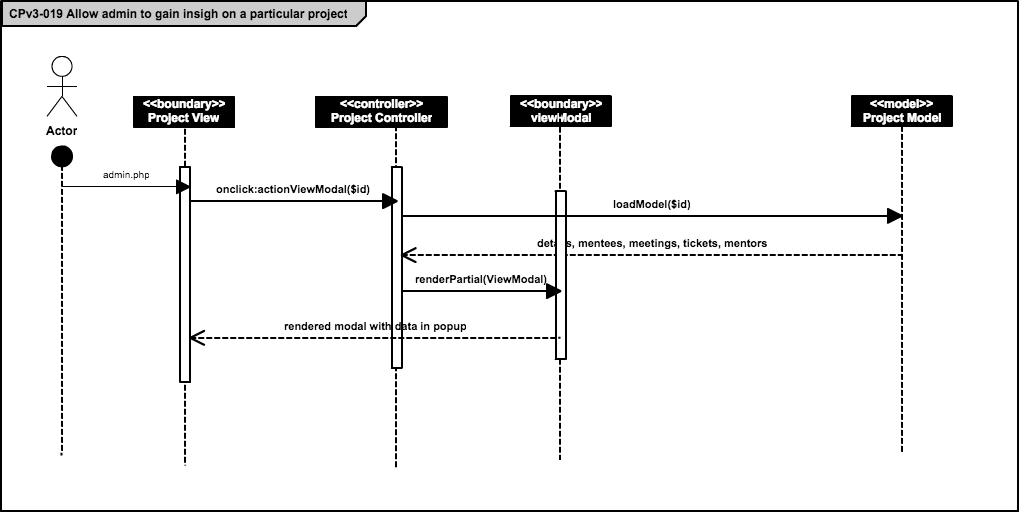 CPv3-019 Allow admin to gain insigh on a particular project
Actor
<<boundary>>
Project View
<<controller>>
Project Controller
<<boundary>>
viewModal
<<model>>
Project Model
admin.php
onclick:actionViewModal($id)
loadModel($id)
details, mentees, meetings, tickets, mentors
renderPartial(ViewModal)
rendered modal with data in popup